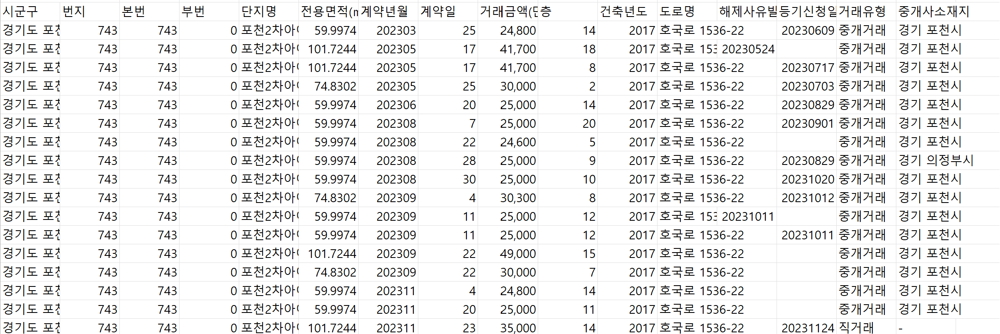 시군구 번지 본번 부번 단지명 전용면적(m 계약년월 계약일 거래금액(만 층 건축년도 도로명 해제사유발 등기신청일 거래유형 중개사소재지
경기도 포천 743 743 0 포천2차아이 59.9974 202303 25 24,800 14 2017 호국로 1536-22 20230609 중개거래 경기 포천시
경기도 포천 743 743 0 포천2차아이 101.7244 202305 17 41,700 18 2017 호국로 153 20230524 중개거래 경기 포천시
경기도 포천 743 743 0 포천2차아이 101.7244 202305 17 41,700 8 2017 호국로 1536-22 20230717 중개거래 경기 포천시
경기도 포천 743 743 0 포천2차아이 74.8302 202305 25 30,000 2 2017 호국로 1536-22 20230703 중개거래 경기 포천시
경기도 포천 743 743 0 포천2차아이 59.9974 202306 20 25,000 14 2017 호국로 1536-22 20230829 중개거래 경기 포천시
경기도 포천 743 743 0 포천2차아이 59.9974 202308 7 25,000 20 2017 호국로 1536-22 20230901 중개거래 경기 포천시
경기도 포천 743 743 0 포천2차아이 59.9974 202308 22 24,600 5 2017 호국로 1536-22 중개거래 경기 포천시
경기도 포천 743 743 0 포천2차아이 59.9974 202308 28 25,000 9 2017 호국로 1536-22 20230829 중개거래 경기 의정부시
경기도 포천 743 743 0 포천2차아이 59.9974 202308 30 25,000 10 2017 호국로 1536-22 20231020 중개거래 경기 포천시
경기도 포천 743 743 0 포천2차아이 74.8302 202309 4 30,300 8 2017 호국로 1536-22 20231012 중개거래 경기 포천시
경기도 포천 743 743 0 포천2차아이 59.9974 202309 11 25,000 12 2017 호국로 153 20231011 중개거래 경기 포천시
경기도 포천 743 743 0 포천2차아이 59.9974 202309 11 25,000 12 2017 호국로 1536-22 20231011 중개거래 경기 포천시
경기도 포천 743 743 0 포천2차아이 101.7244 202309 22 49,000 15 2017 호국로 1536-22 중개거래 경기 포천시
경기도 포천 743 743 0 포천2차아이 74.8302 202309 22 30,000 7 2017 호국로 1536-22 중개거래 경기 포천시
경기도 포천 743 743 0 포천2차아이 59.9974 202311 4 24,800 14 2017 호국로 1536-22 중개거래 경기 포천시
경기도 포천 743 743 0 포천2차아이 59.9974 202311 20 25,000 11 2017 호국로 1536-22 중개거래 경기 포천시
경기도 포천 743 743 0 포천2차아이 101.7244 202311 23 35,000 14 2017 호국로 1536-22 20231124 직거래 -